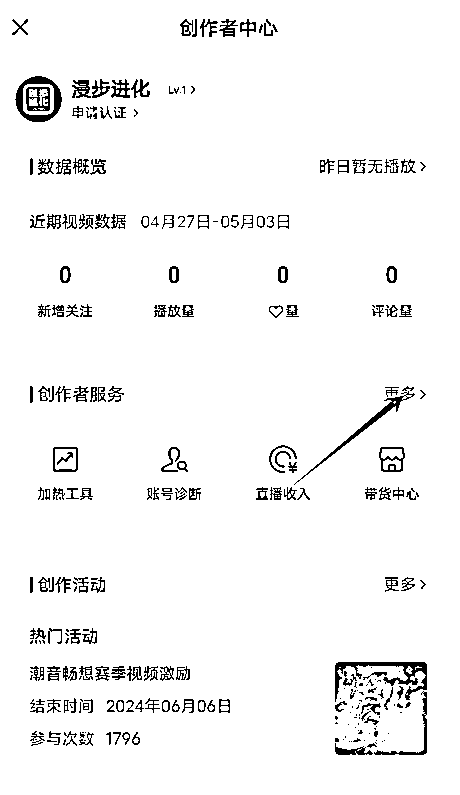 创作者中心
漫步进化 Lv.1 >
申请认证 >
数据概览 昨日暂无播放 >
近期视频数据 04月27日-05月03日
0 0 0 0
新增关注 播放量 ♡量 评论量
创作者服务 更多 >
加热工具 账号诊断 直播收入 带货中心
创作活动 更多 >
热门活动
潮音畅想赛季视频激励
结束时间 2024年06月06日
参与次数 1796